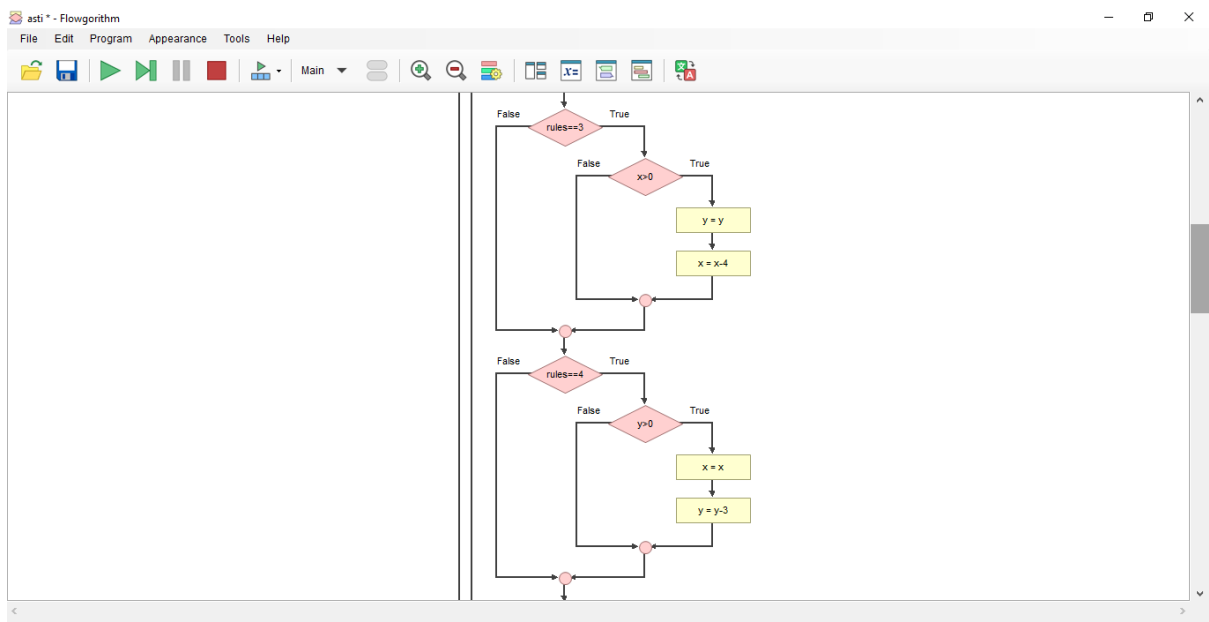 asti * - Flowgorithm
File Edit Program Appearance Tools Help
Main
x=
文
A
False True
rules==3
False True
x>0
y = y
x = x-4
False True
rules==4
False True
y>0
x = x
y = y-3